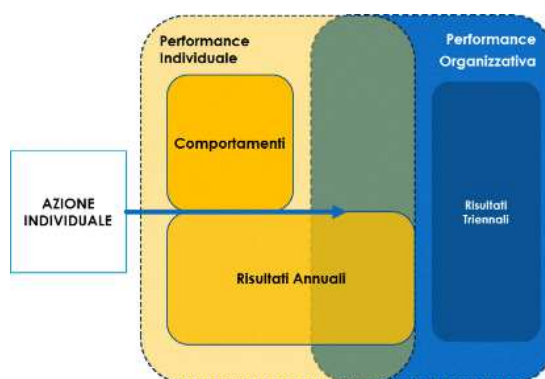 Performance
Individuale
Performance
Organizzativa
Comportamenti
AZIONE
INDIVIDUALE
Risultati
Triennali
Risultati Annuali